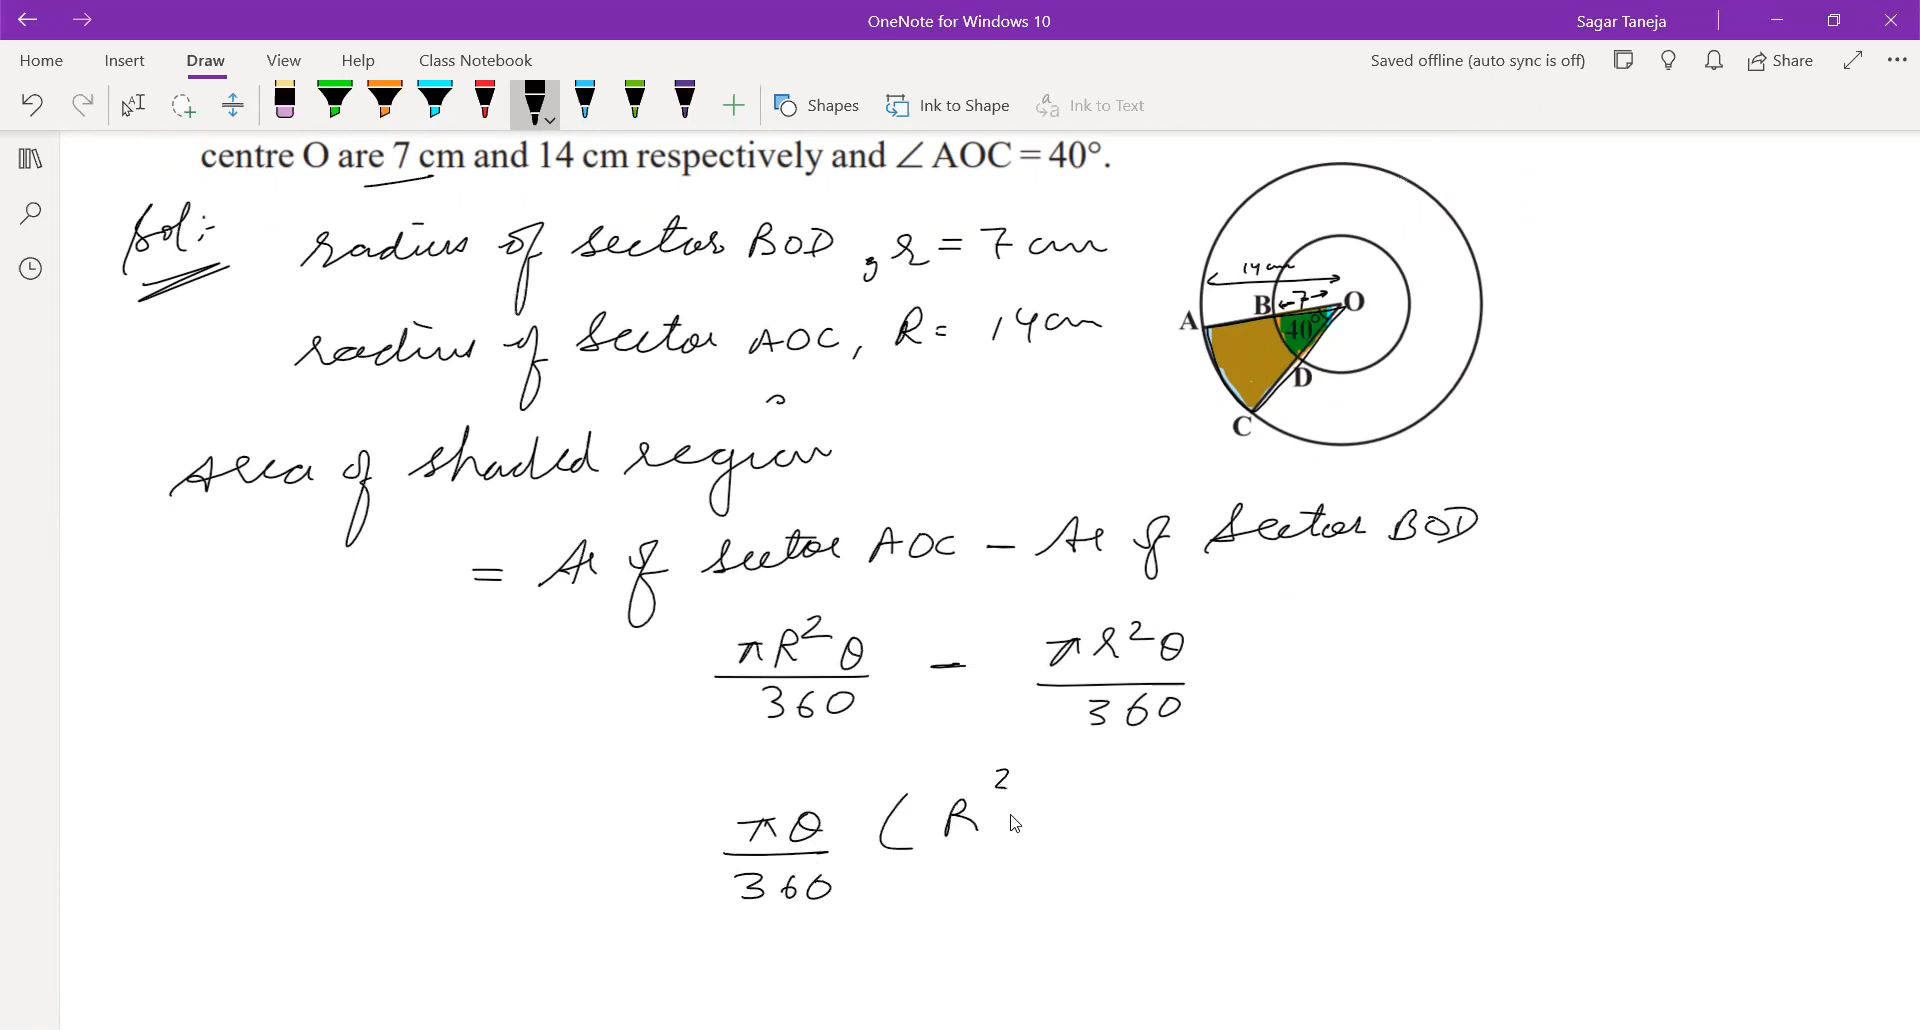 OneNote for Windows 10
Sagar Taneja
Home Insert Draw View Help Class Notebook
Saved offline (auto sync is off) Share
Shapes Ink to Shape Ink to Text
centre O are 7 cm and 14 cm respectively and ∠ AOC = 40°.
Sol:-
radius of sector BOD, r = 7 cm
radius of sector AOC, R = 14 cm
Area of shaded region
= Ar of sector AOC − Ar of Sector BOD
πR²θ/360 − πr²θ/360
πθ/360 ( R²
14 cm
B 7 O
A 40°
D
C